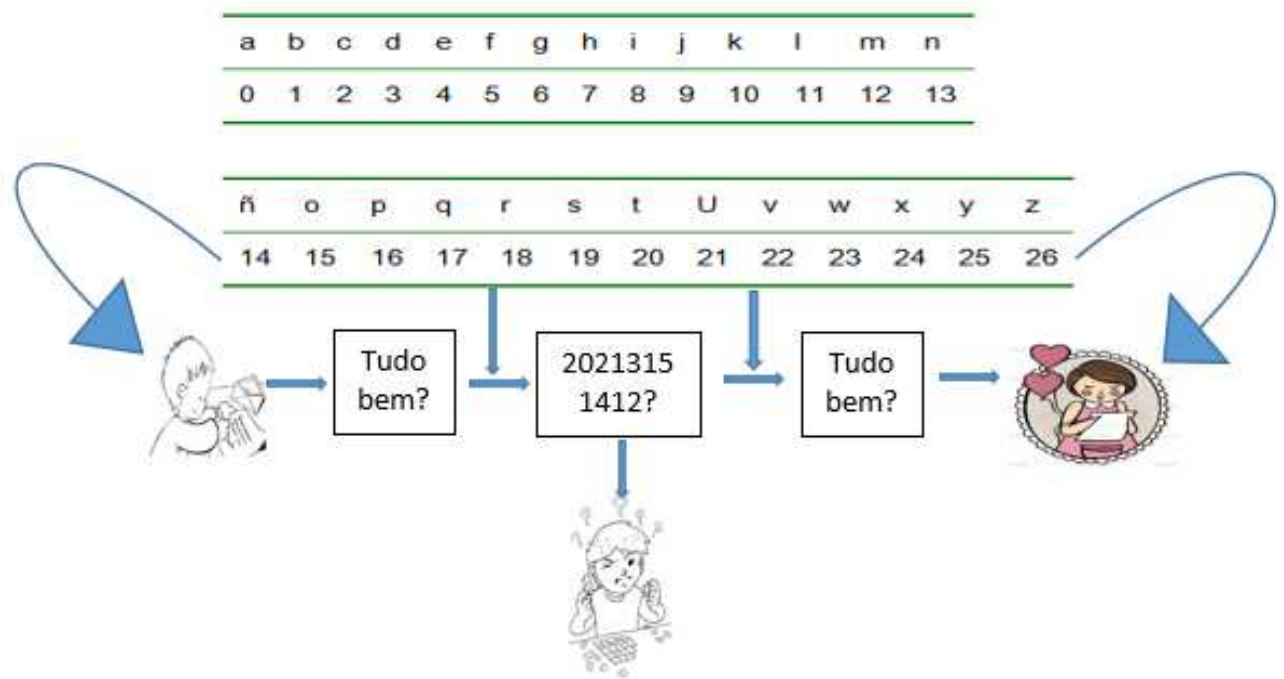 a b c d e f g h i j k l m n
0 1 2 3 4 5 6 7 8 9 10 11 12 13
ñ o p q r s t U v w x y z
14 15 16 17 18 19 20 21 22 23 24 25 26
Tudo
bem?
2021315
1412?
Tudo
bem?